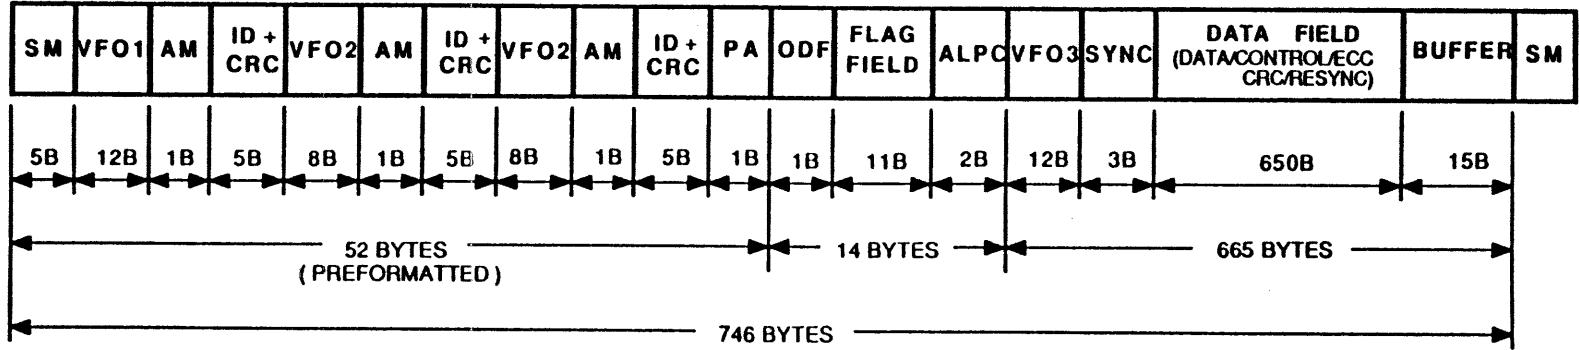 SM VFO1 AM ID + CRC VFO2 AM ID + CRC VFO2 AM ID + CRC PA ODF FLAG FIELD ALPC VFO3 SYNC DATA FIELD (DATA/CONTROL/ECC CRC/RESYNC) BUFFER SM
5B 12B 1B 5B 8B 1B 5B 8B 1B 5B 1B 1B 11B 2B 12B 3B 650B 15B
52 BYTES 14 BYTES 665 BYTES
(PREFORMATTED)
746 BYTES